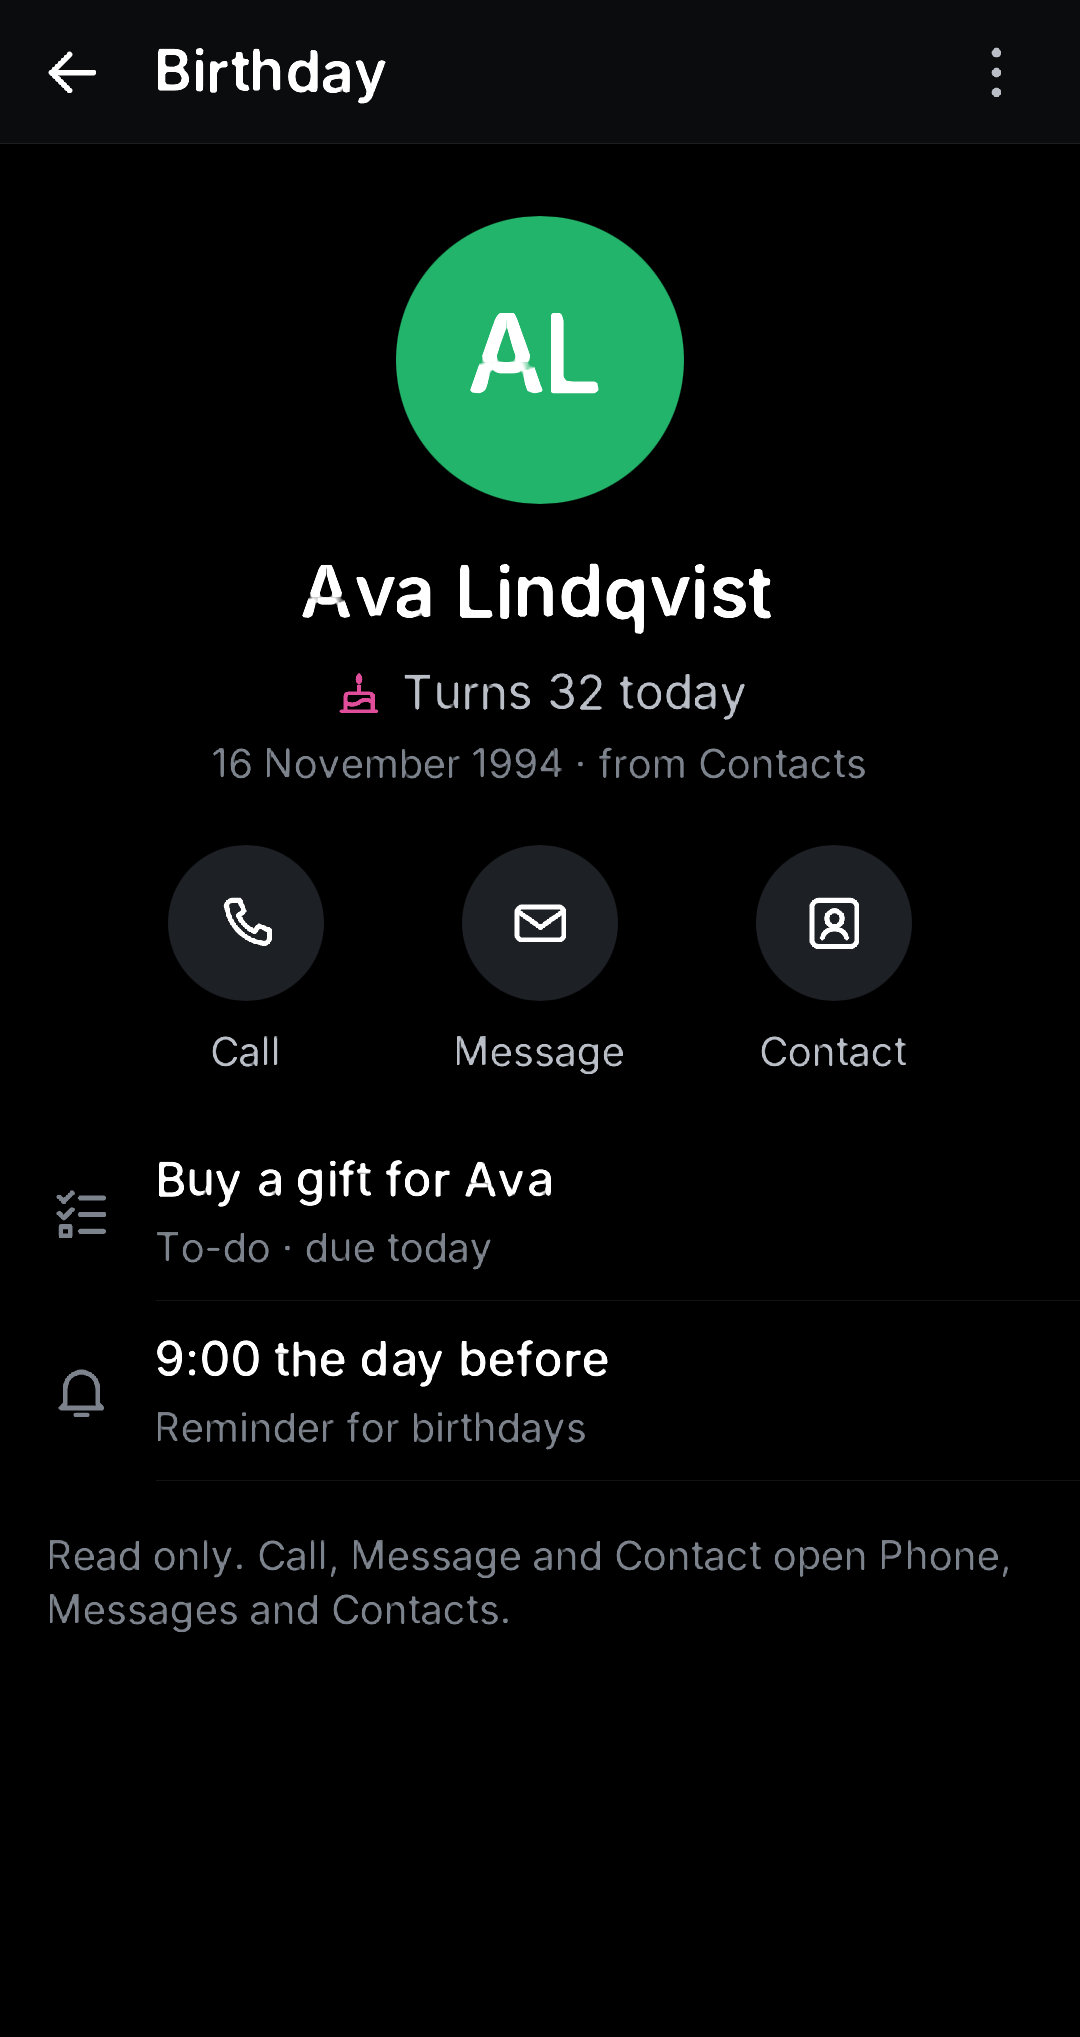 Birthday
AL
Ava Lindqvist
Turns 32 today
16 November 1994 · from Contacts
Call
Message
Contact
Buy a gift for Ava
To-do · due today
9:00 the day before
Reminder for birthdays
Read only. Call, Message and Contact open Phone,
Messages and Contacts.